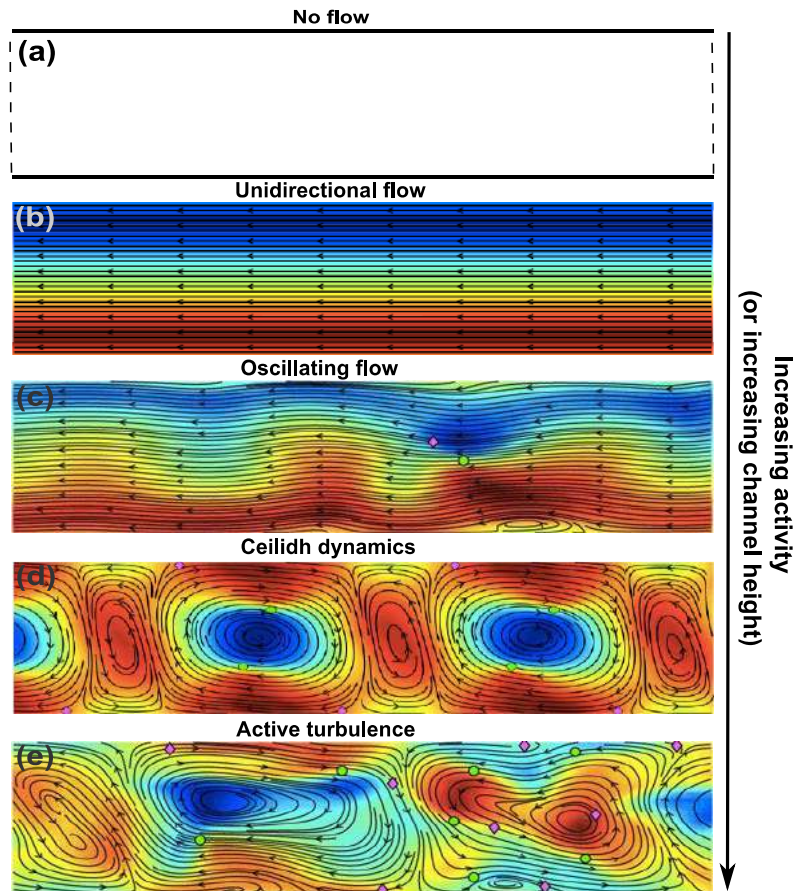 No flow
(a)
Unidirectional flow
(b)
Oscillating flow
(c)
Ceilidh dynamics
(d)
Active turbulence
(e)
Increasing activity
(or increasing channel height)